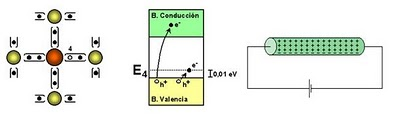 4
B. Conducción
e-
E4
e-
0,01 eV
h+
h+
B. Valencia